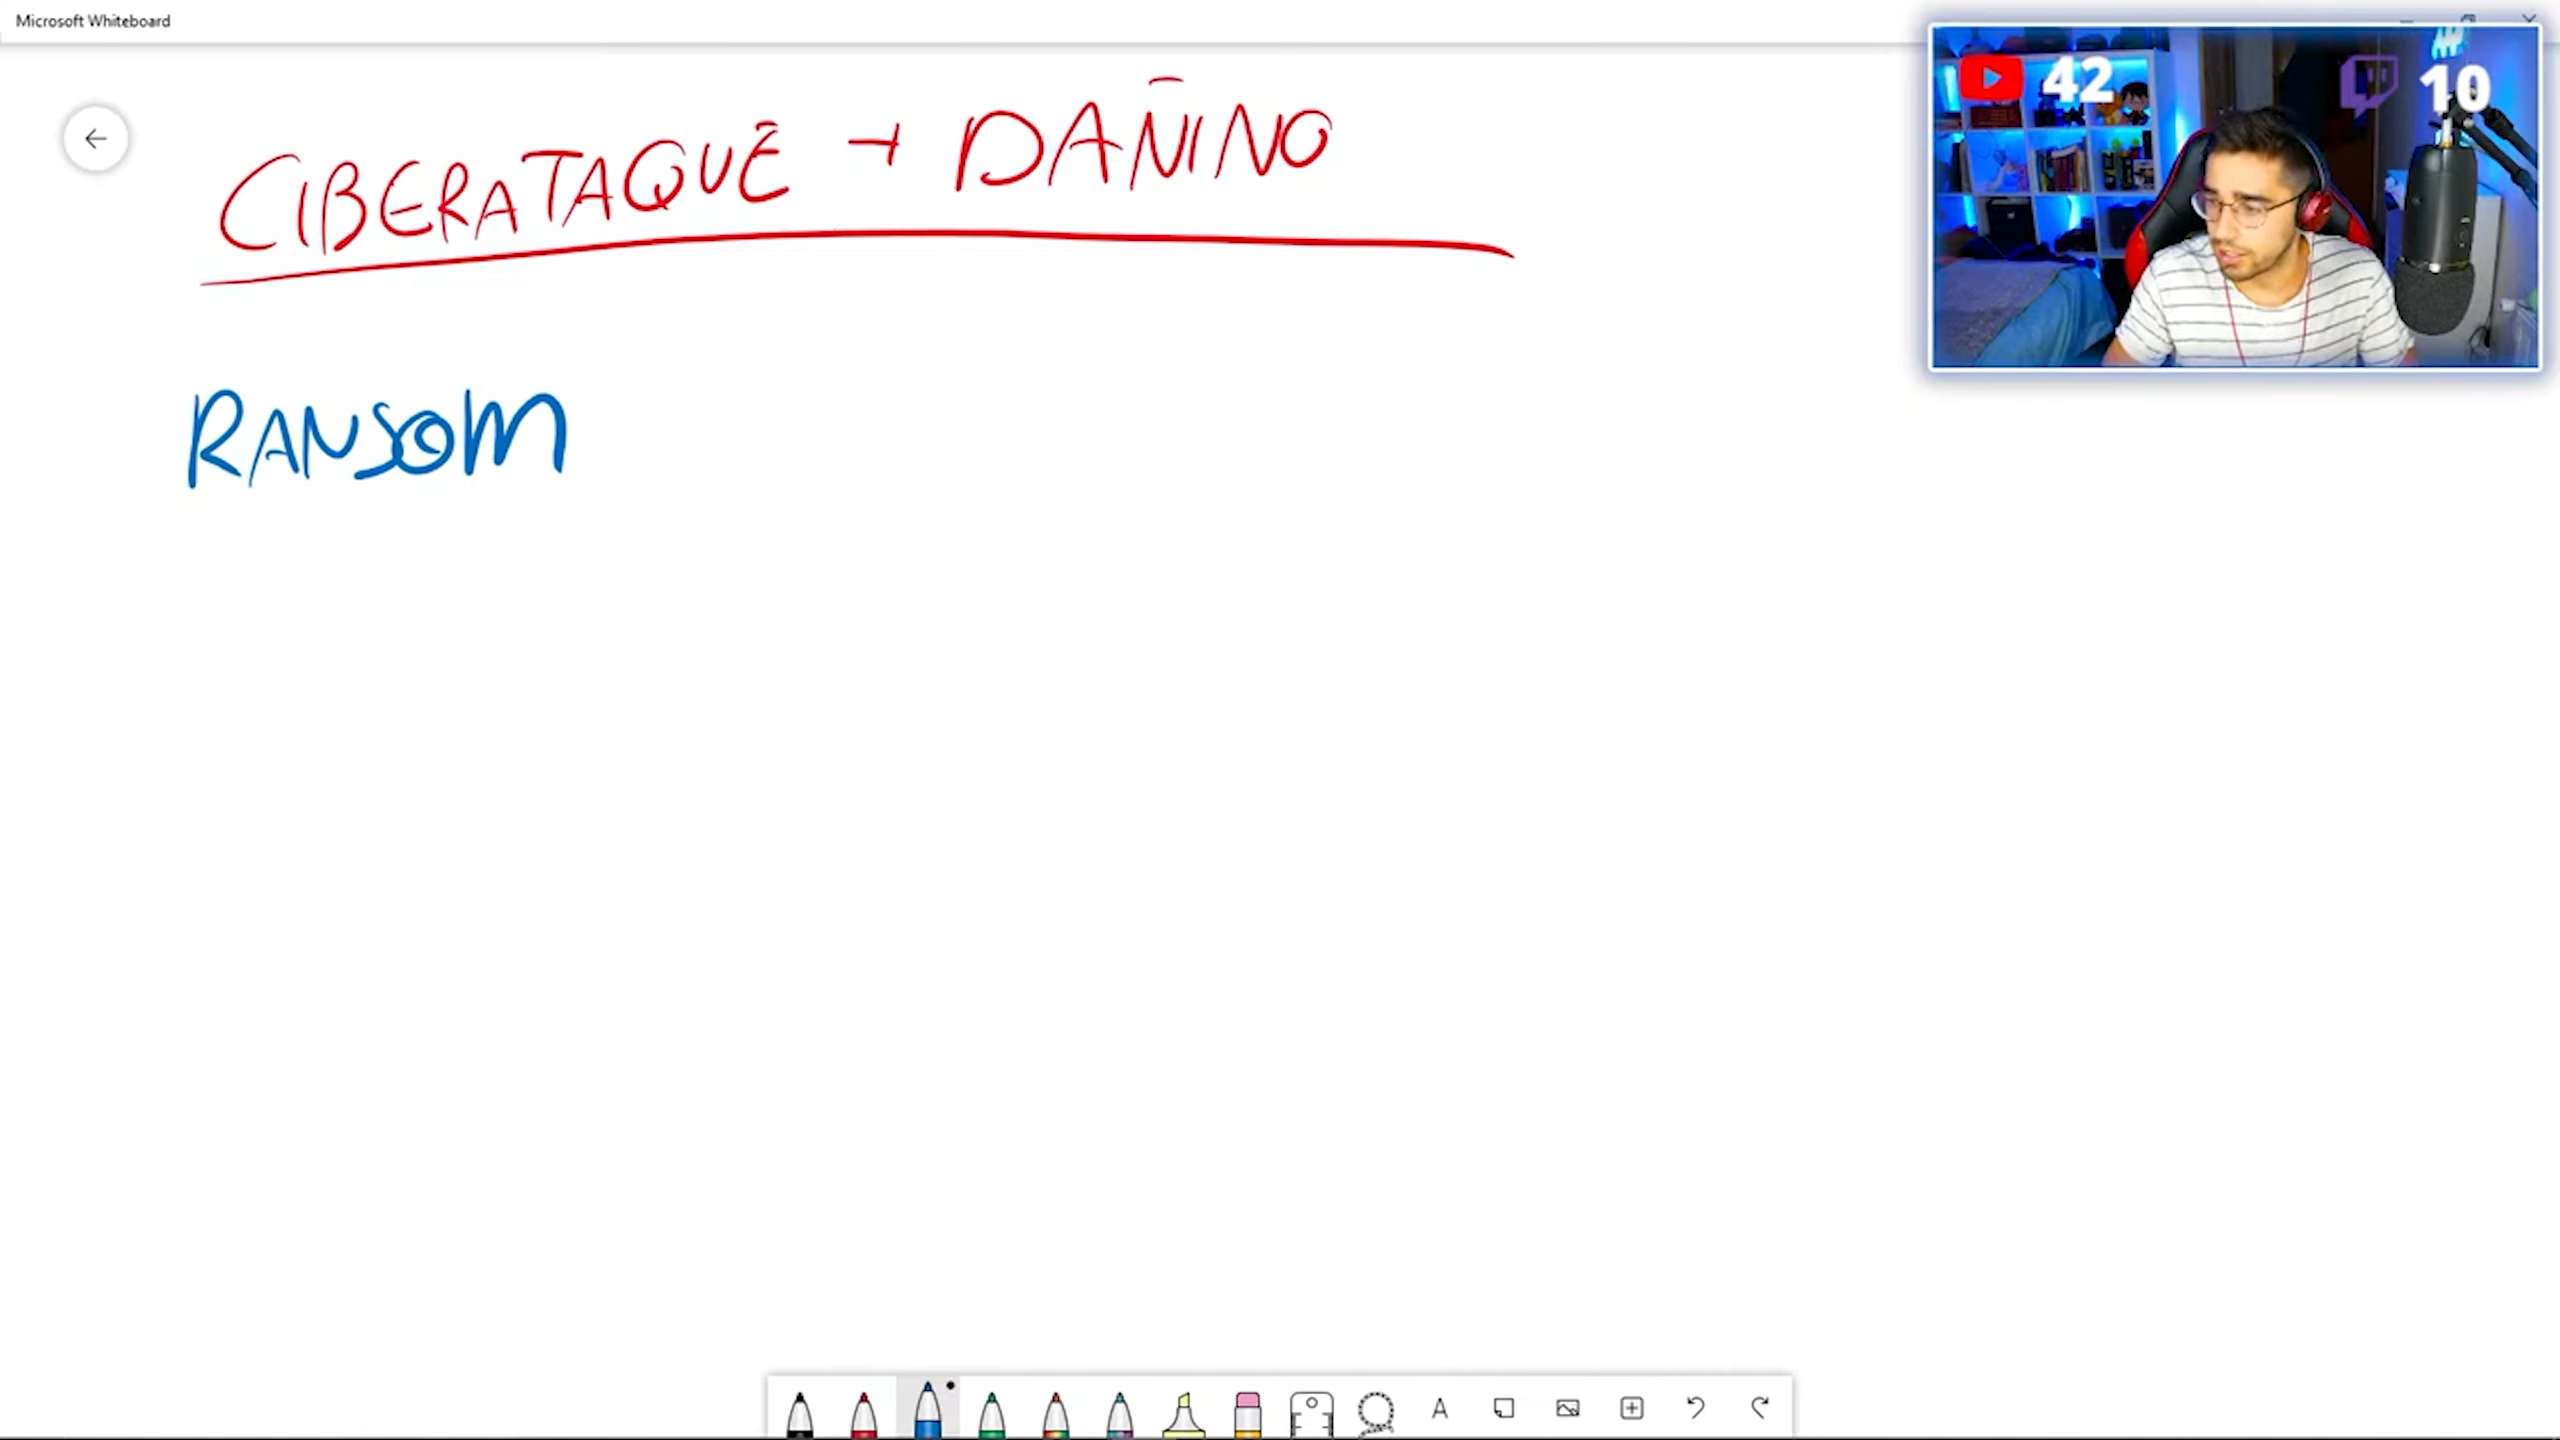 Microsoft Whiteboard
42
10
CIBERATAQUE + DAÑINO
RANSOM
A